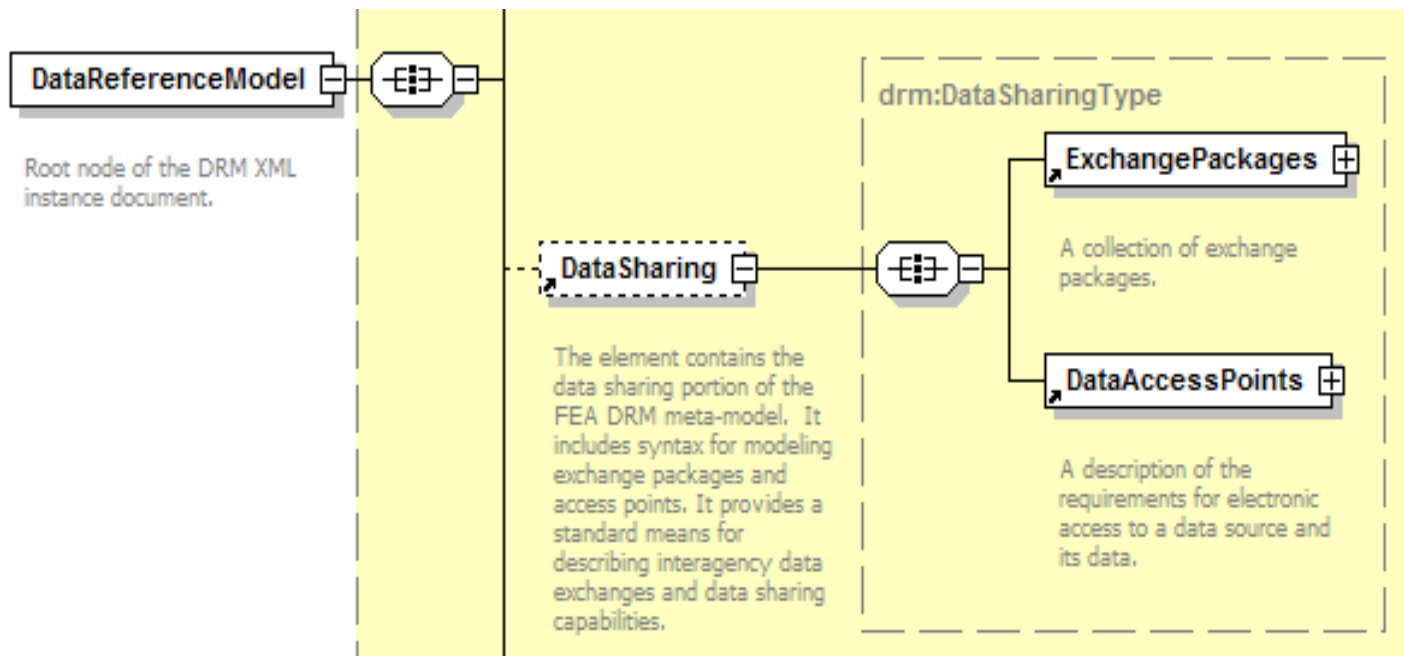 DataReferenceModel
Root node of the DRM XML
instance document.
drm:DataSharingType
ExchangePackages
A collection of exchange
packages.
DataSharing
The element contains the
data sharing portion of the
FEA DRM meta-model.  It
includes syntax for modeling
exchange packages and
access points. It provides a
standard means for
describing interagency data
exchanges and data sharing
capabilities.
DataAccessPoints
A description of the
requirements for electronic
access to a data source and
its data.